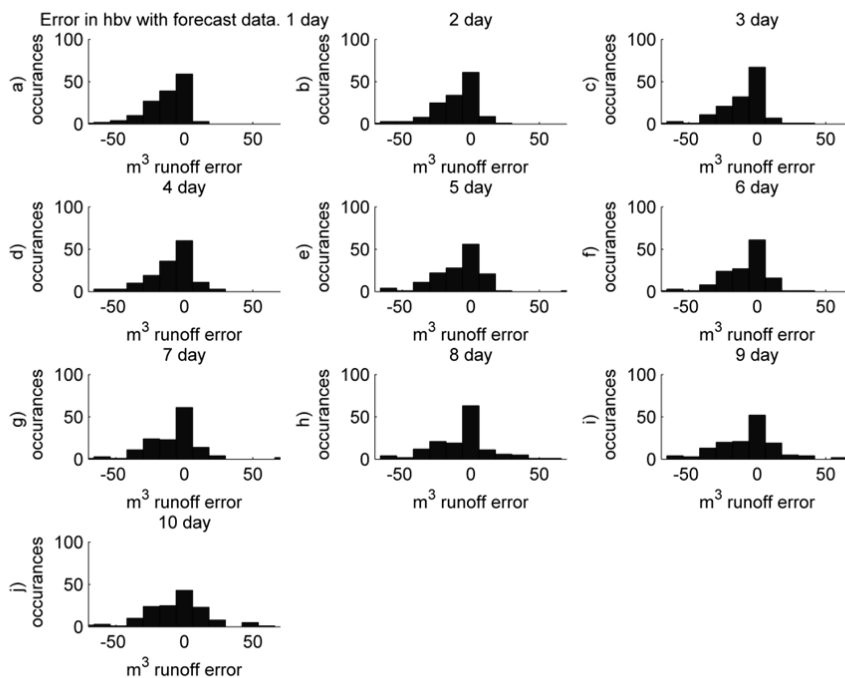 Error in hbv with forecast data. 1 day
2 day
3 day
a)
occurances
100
50
0
-50 0 50
m³ runoff error
b)
occurances
100
50
0
-50 0 50
m³ runoff error
c)
occurances
100
50
0
-50 0 50
m³ runoff error
4 day
5 day
6 day
d)
occurances
100
50
0
-50 0 50
m³ runoff error
e)
occurances
100
50
0
-50 0 50
m³ runoff error
f)
occurances
100
50
0
-50 0 50
m³ runoff error
7 day
8 day
9 day
g)
occurances
100
50
0
-50 0 50
m³ runoff error
h)
occurances
100
50
0
-50 0 50
m³ runoff error
i)
occurances
100
50
0
-50 0 50
m³ runoff error
10 day
j)
occurances
100
50
0
-50 0 50
m³ runoff error